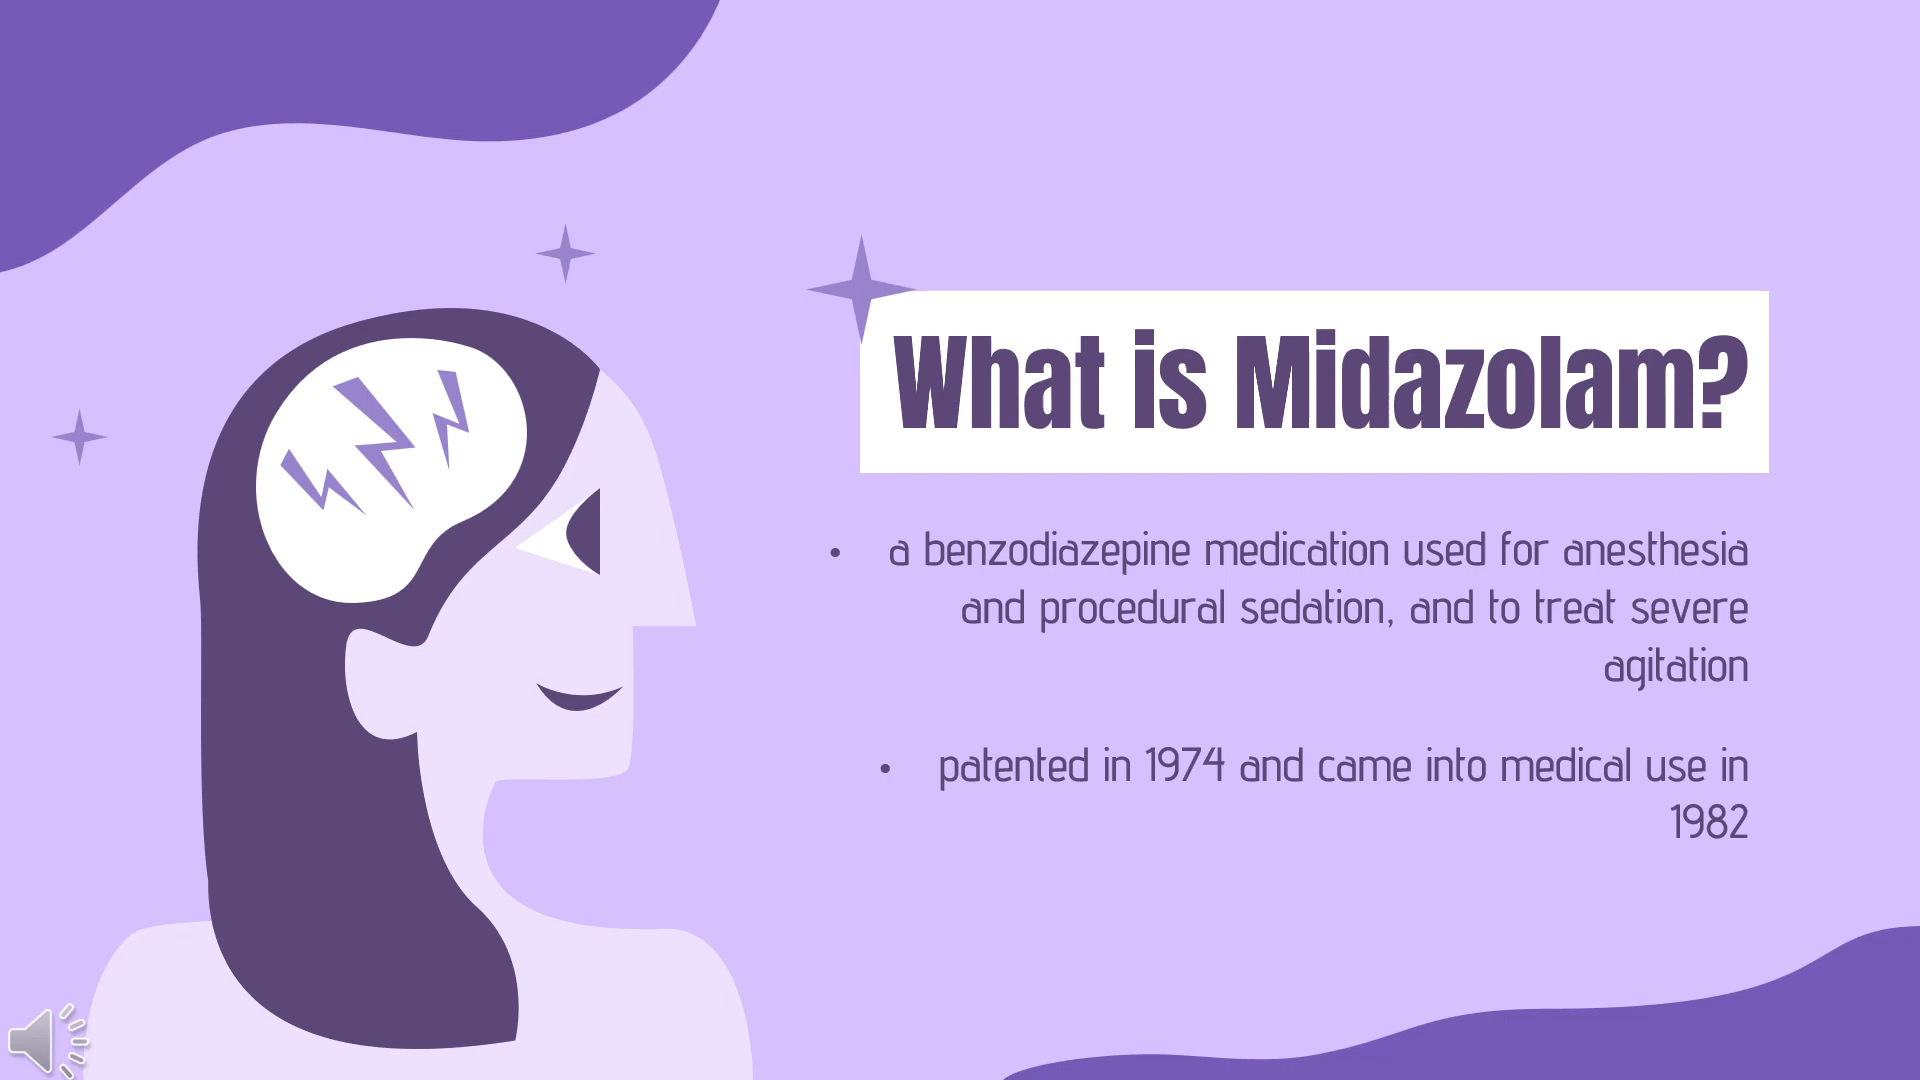 What is Midazolam?
• a benzodiazepine medication used for anesthesia
and procedural sedation, and to treat severe
agitation
• patented in 1974 and came into medical use in
1982